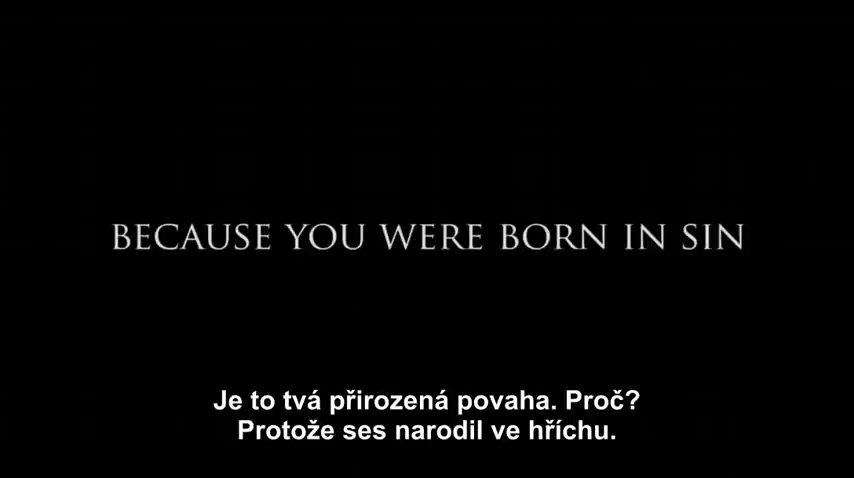 BECAUSE YOU WERE BORN IN SIN
Je to tvá přirozená povaha. Proč?
Protože ses narodil ve hříchu.